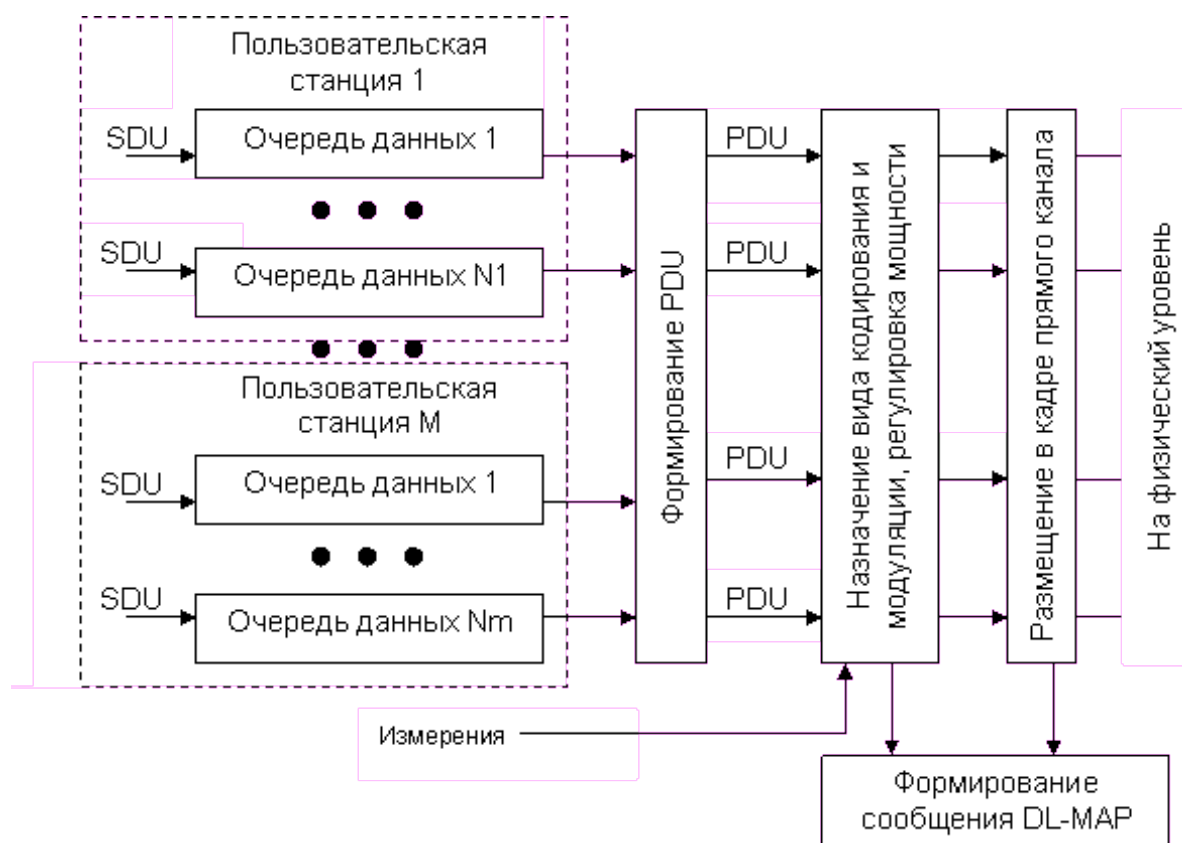 Пользовательская
станция 1
SDU
Очередь данных 1
SDU
Очередь данных N1
Пользовательская
станция M
SDU
Очередь данных 1
SDU
Очередь данных Nm
Формирование PDU
PDU
PDU
PDU
PDU
Назначение вида кодирования и
модуляции, регулировка мощности
Размещение в кадре прямого канала
На физический уровень
Измерения
Формирование
сообщения DL-MAP